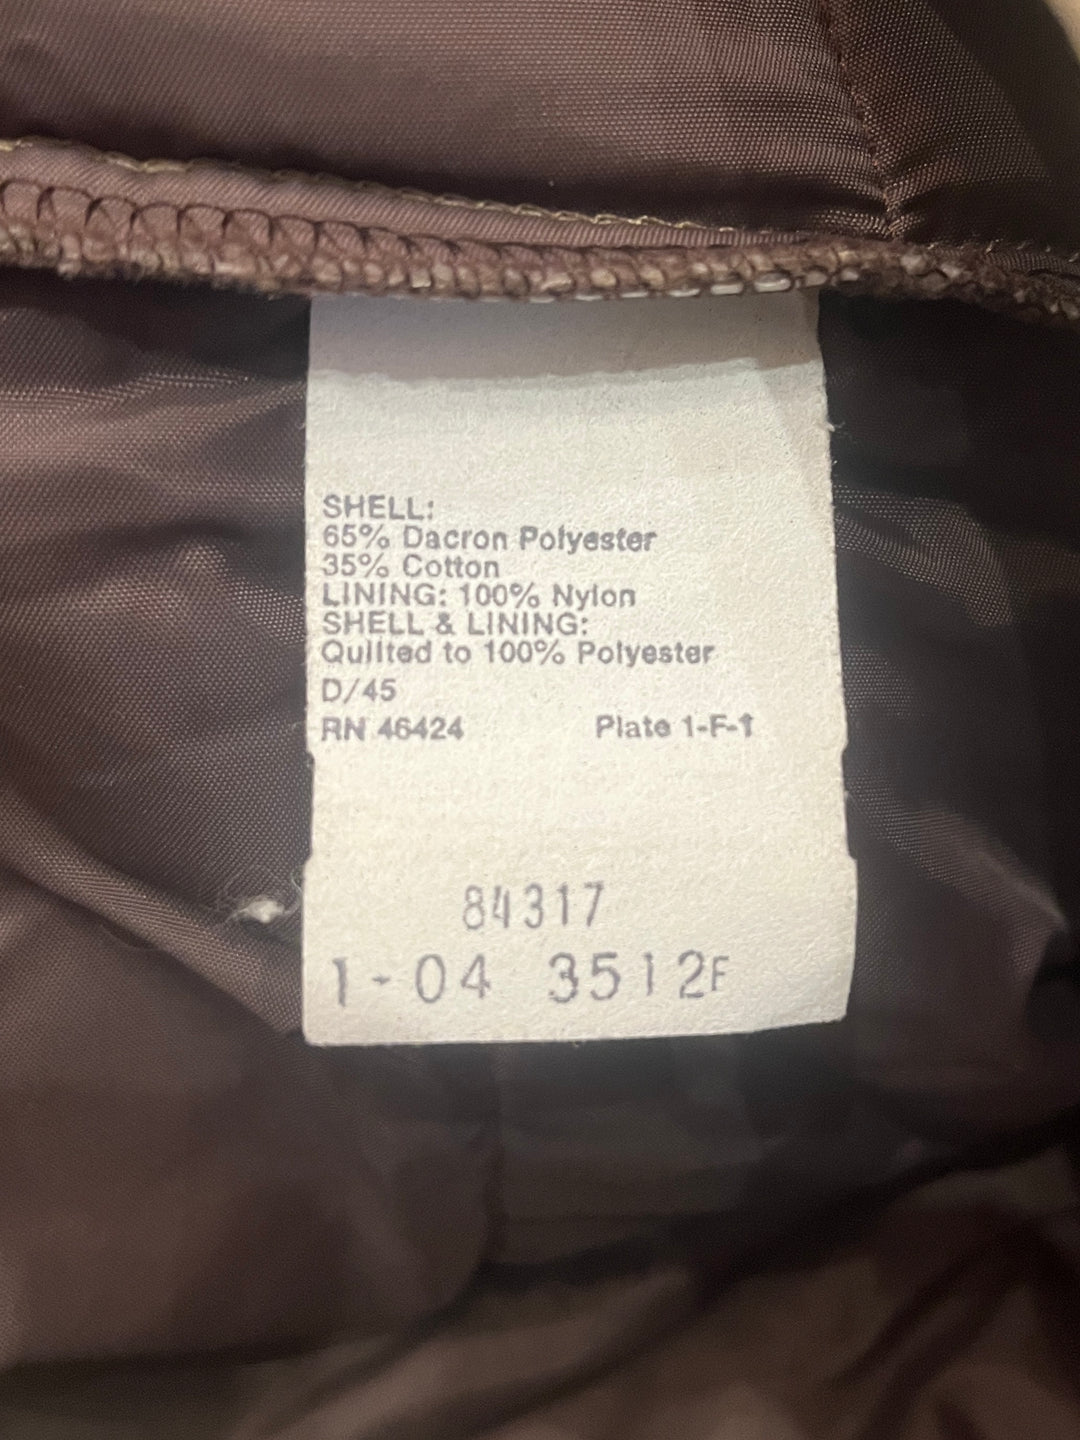 SHELL:
65% Dacron Polyester
35% Cotton
LINING: 100% Nylon
SHELL & LINING:
Quilted to 100% Polyester
D/45
RN 46424 Plate 1-F-1
84317
1-04 3512F